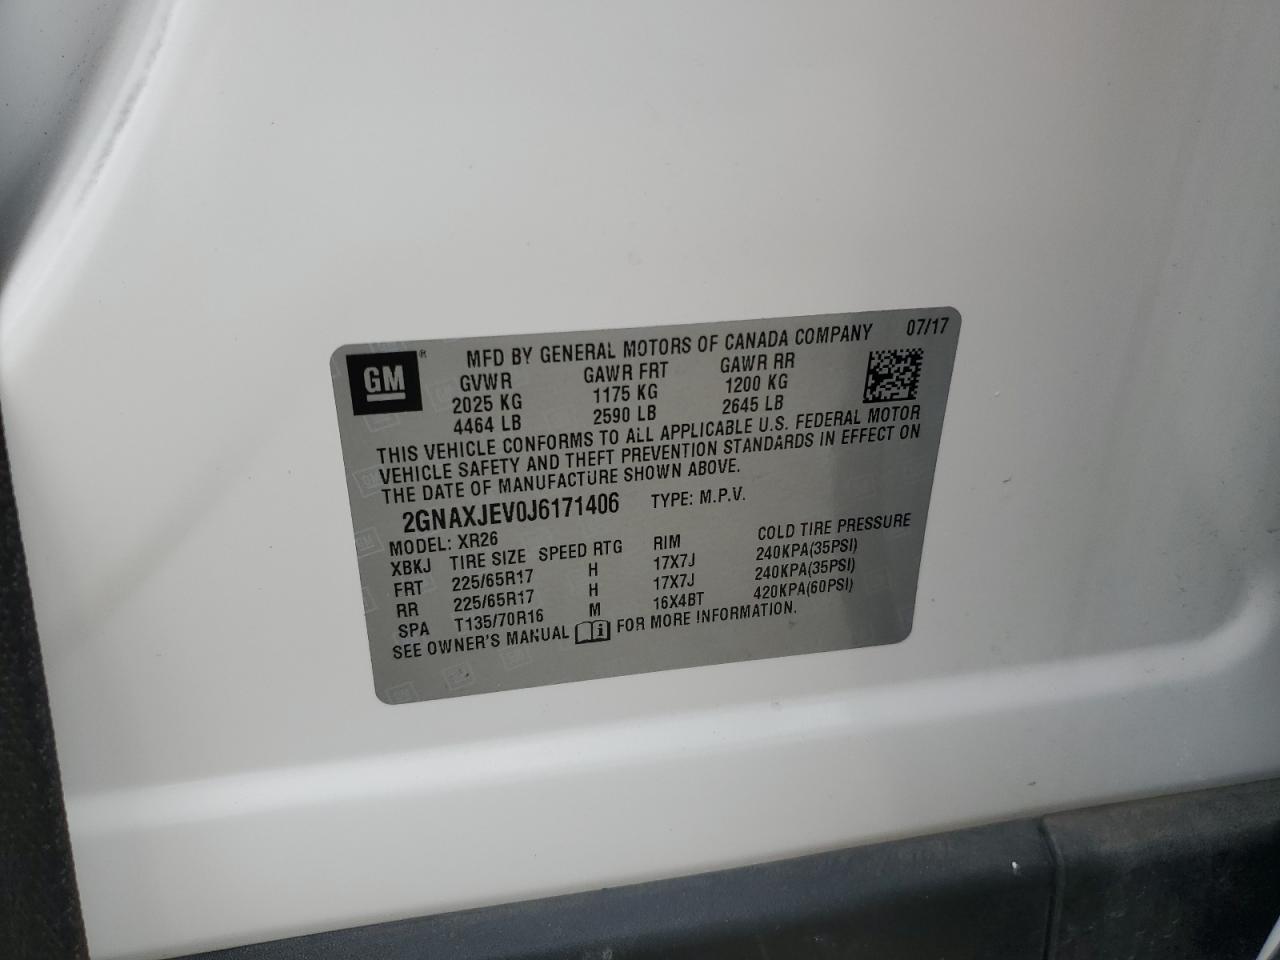 GM ® MFD BY GENERAL MOTORS OF CANADA COMPANY 07/17
GVWR GAWR FRT GAWR RR
2025 KG 1175 KG 1200 KG
4464 LB 2590 LB 2645 LB
THIS VEHICLE CONFORMS TO ALL APPLICABLE U.S. FEDERAL MOTOR
VEHICLE SAFETY AND THEFT PREVENTION STANDARDS IN EFFECT ON
THE DATE OF MANUFACTURE SHOWN ABOVE.
2GNAXJEV0J6171406 TYPE: M.P.V.
MODEL: XR26
XBKJ TIRE SIZE SPEED RTG RIM COLD TIRE PRESSURE
FRT 225/65R17 H 17X7J 240KPA(35PSI)
RR 225/65R17 H 17X7J 240KPA(35PSI)
SPA T135/70R16 M 16X4BT 420KPA(60PSI)
SEE OWNER'S MANUAL FOR MORE INFORMATION.